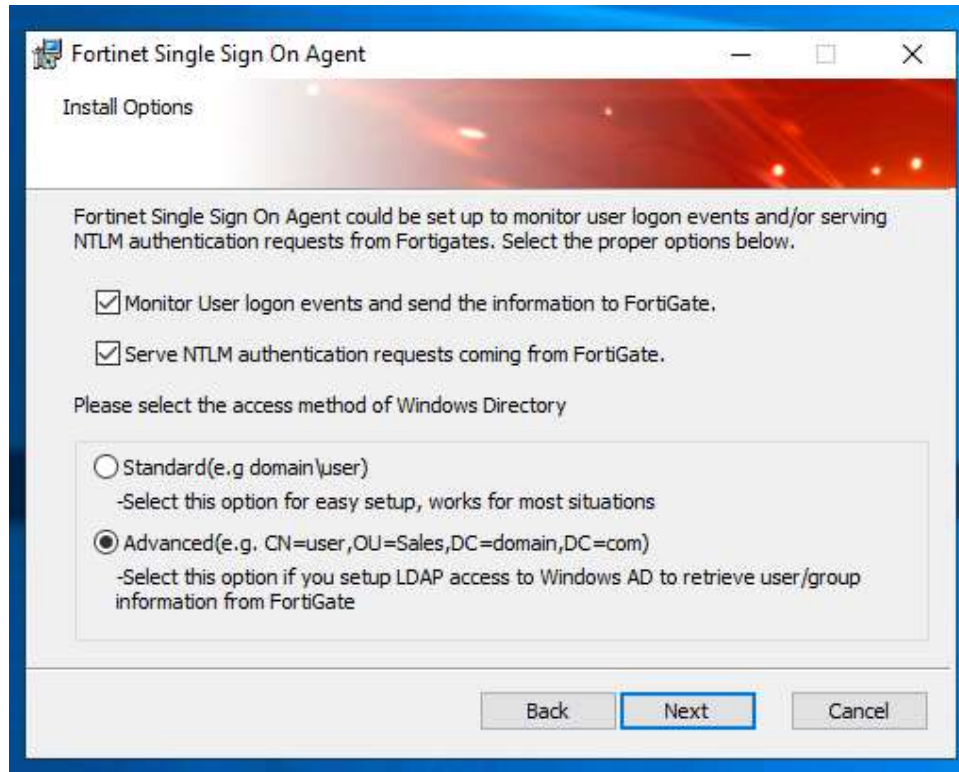 Fortinet Single Sign On Agent
Install Options
Fortinet Single Sign On Agent could be set up to monitor user logon events and/or serving
NTLM authentication requests from Fortigates. Select the proper options below.
Monitor User logon events and send the information to FortiGate.
Serve NTLM authentication requests coming from FortiGate.
Please select the access method of Windows Directory
Standard(e.g domain\user)
-Select this option for easy setup, works for most situations
Advanced(e.g. CN=user,OU=Sales,DC=domain,DC=com)
-Select this option if you setup LDAP access to Windows AD to retrieve user/group
information from FortiGate
Back Next Cancel